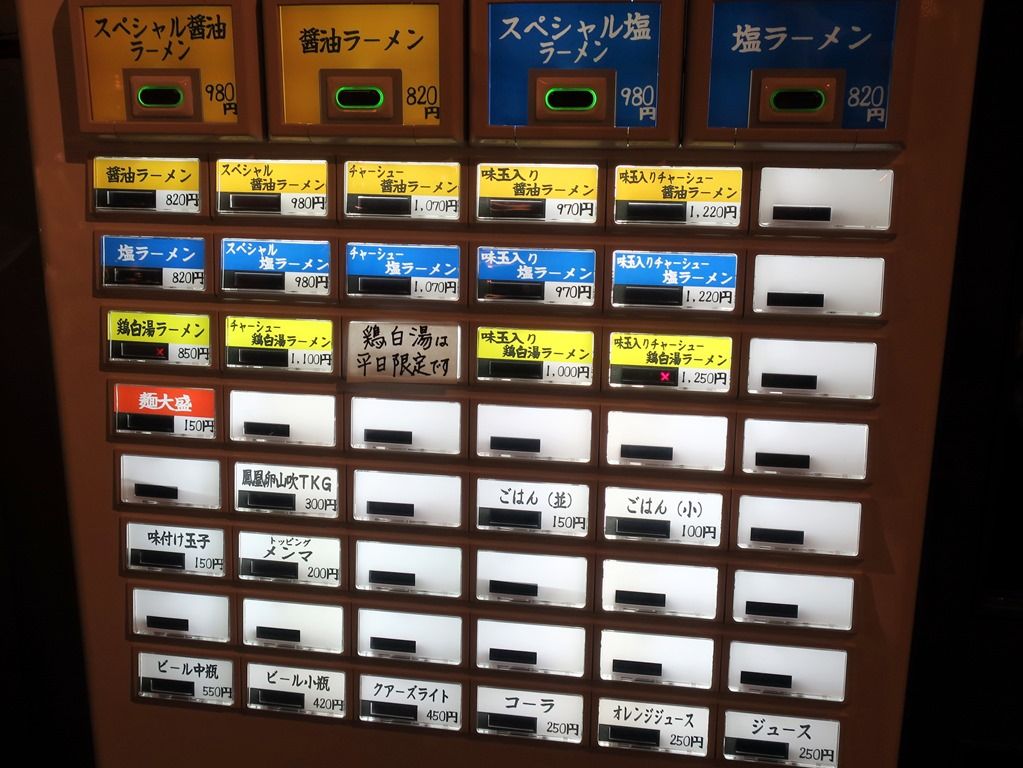 スペシャル醤油
ラーメン
980
円
醤油ラーメン
820
円
スペシャル塩
ラーメン
980
円
塩ラーメン
820
円
醤油ラーメン
820円
スペシャル
醤油ラーメン
980円
チャーシュー
醤油ラーメン
1,070円
味玉入り
醤油ラーメン
970円
味玉入りチャーシュー
醤油ラーメン
1,220円
塩ラーメン
820円
スペシャル
塩ラーメン
980円
チャーシュー
塩ラーメン
1,070円
味玉入り
塩ラーメン
970円
味玉入りチャーシュー
塩ラーメン
1,220円
鶏白湯ラーメン
×
850円
チャーシュー
鶏白湯ラーメン
1,100円
鶏白湯は
平日限定です
味玉入り
鶏白湯ラーメン
1,000円
味玉入りチャーシュー
鶏白湯ラーメン
×
1,250円
麺大盛
150円
鳳凰卵山吹TKG
300円
ごはん(並)
150円
ごはん(小)
100円
味付け玉子
150円
トッピング
メンマ
200円
ビール中瓶
550円
ビール小瓶
420円
クアーズライト
450円
コーラ
250円
オレンジジュース
250円
ジュース
250円